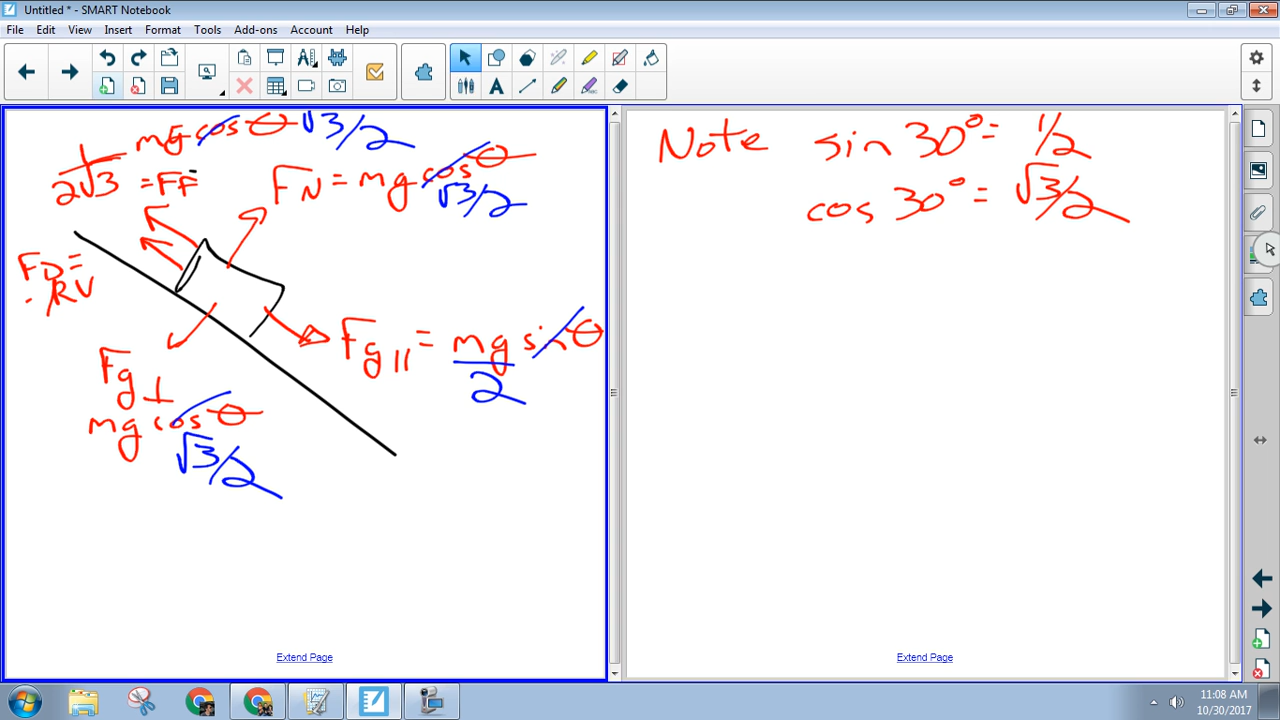 Untitled * - SMART Notebook
File Edit View Insert Format Tools Add-ons Account Help
mg cos θ √3/2
1
2√3 = FF
FN = mg cos θ
√3/2
FD =
- RV
Fg || = mg sin θ
2
Fg ⊥
mg cos θ
√3/2
Extend Page
Note sin 30° = 1/2
cos 30° = √3/2
Extend Page
11:08 AM
10/30/2017